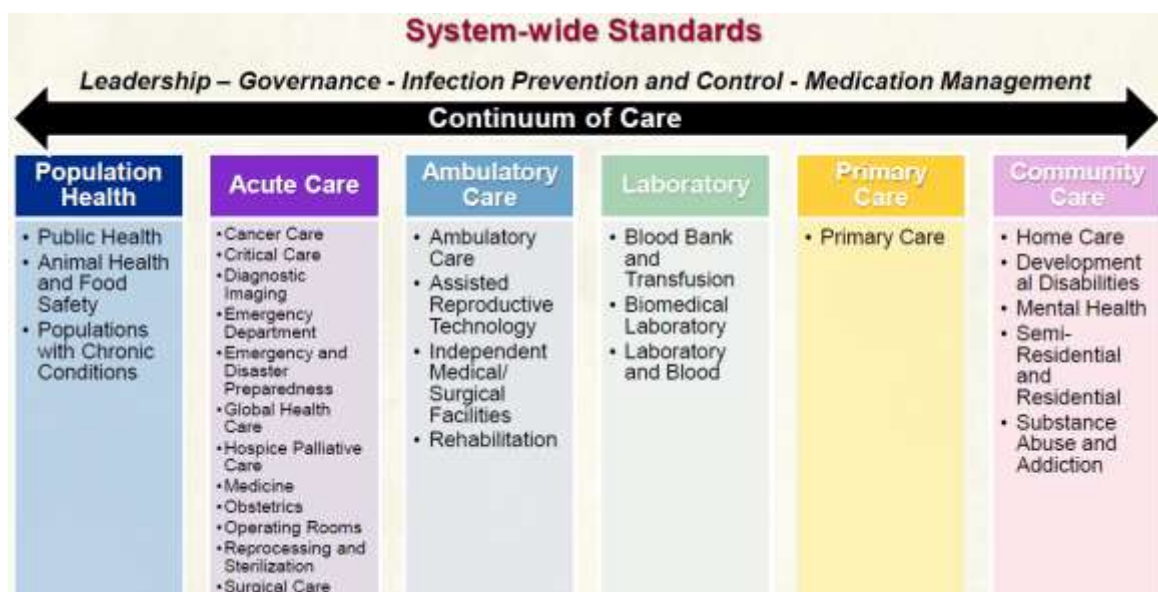 System-wide Standards
Leadership – Governance - Infection Prevention and Control - Medication Management
Continuum of Care
Population
Health
• Public Health
• Animal Health
and Food
Safety
• Populations
with Chronic
Conditions
Acute Care
•Cancer Care
•Critical Care
•Diagnostic
Imaging
•Emergency
Department
•Emergency and
Disaster
Preparedness
•Global Health
Care
•Hospice Palliative
Care
•Medicine
•Obstetrics
•Operating Rooms
•Reprocessing and
Sterilization
•Surgical Care
Ambulatory
Care
• Ambulatory
Care
• Assisted
Reproductive
Technology
• Independent
Medical/
Surgical
Facilities
• Rehabilitation
Laboratory
• Blood Bank
and
Transfusion
• Biomedical
Laboratory
• Laboratory
and Blood
Primary
Care
• Primary Care
Community
Care
• Home Care
• Development
al Disabilities
• Mental Health
• Semi-
Residential
and
Residential
• Substance
Abuse and
Addiction